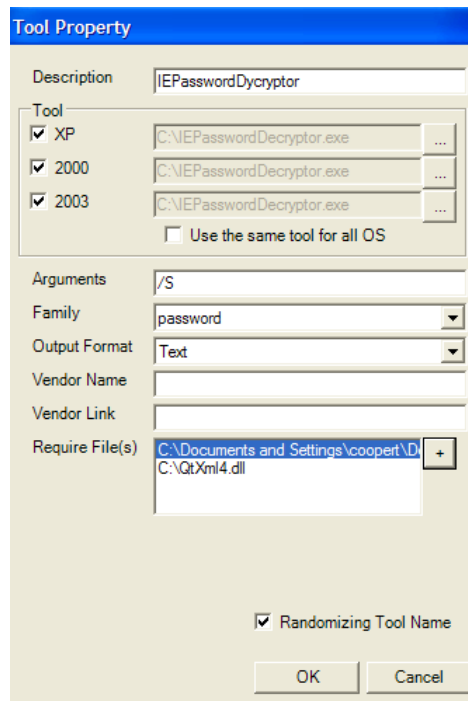 Tool Property
Description IEPasswordDycryptor
Tool
XP C:\IEPasswordDecryptor.exe ...
2000 C:\IEPasswordDecryptor.exe ...
2003 C:\IEPasswordDecryptor.exe ...
Use the same tool for all OS
Arguments /S
Family password
Output Format Text
Vendor Name
Vendor Link
Require File(s) C:\Documents and Settings\coopert\D +
C:\QtXml4.dll
Randomizing Tool Name
OK Cancel